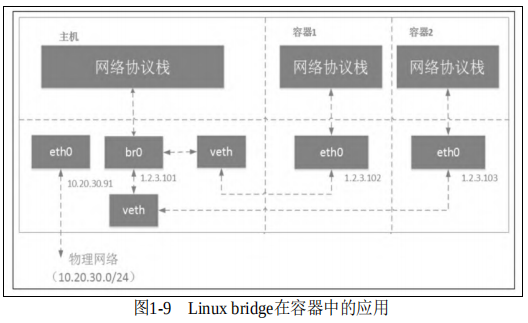 主机
容器1
容器2
网络协议栈
网络协议栈
网络协议栈
eth0
br0
veth
eth0
eth0
10.20.30.91
1.2.3.101
1.2.3.102
1.2.3.103
veth
物理网络
（10.20.30.0/24）
图1-9 Linux bridge在容器中的应用